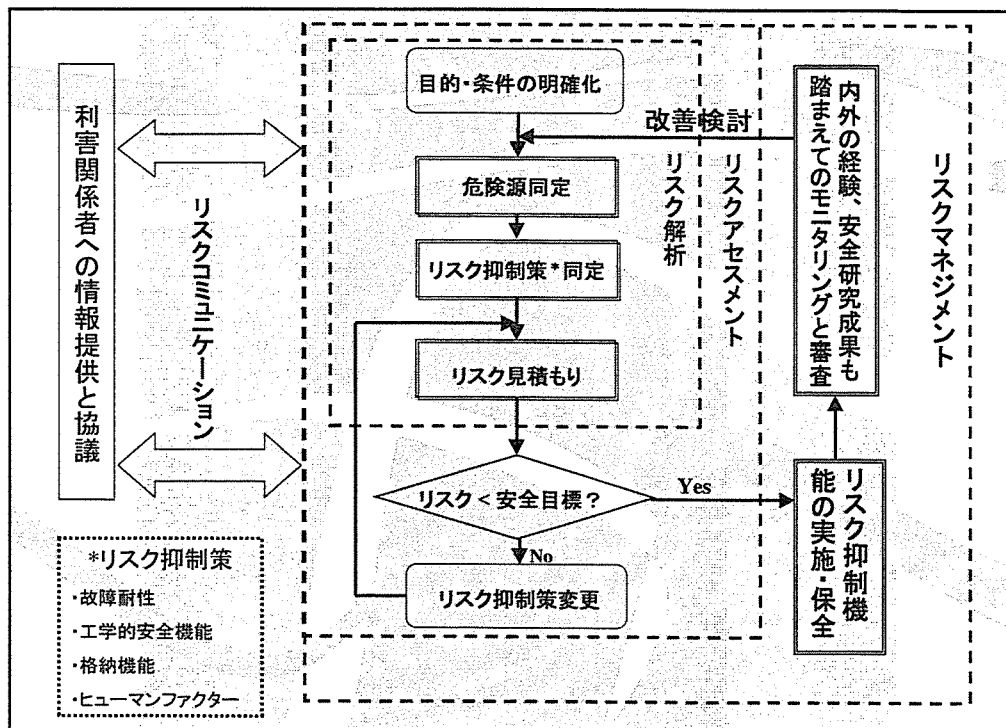 利害関係者への情報提供と協議
リスクコミュニケーション
目的・条件の明確化
改善検討
危険源同定
リスク抑制策*同定
リスク見積もり
リスク<安全目標？
Yes
No
リスク抑制策変更
リスク解析
リスクアセスメント
内外の経験、安全研究成果も
踏まえてのモニタリングと審査
リスク抑制機
能の実施・保全
リスクマネジメント
*リスク抑制策
・故障耐性
・工学的安全機能
・格納機能
・ヒューマンファクター